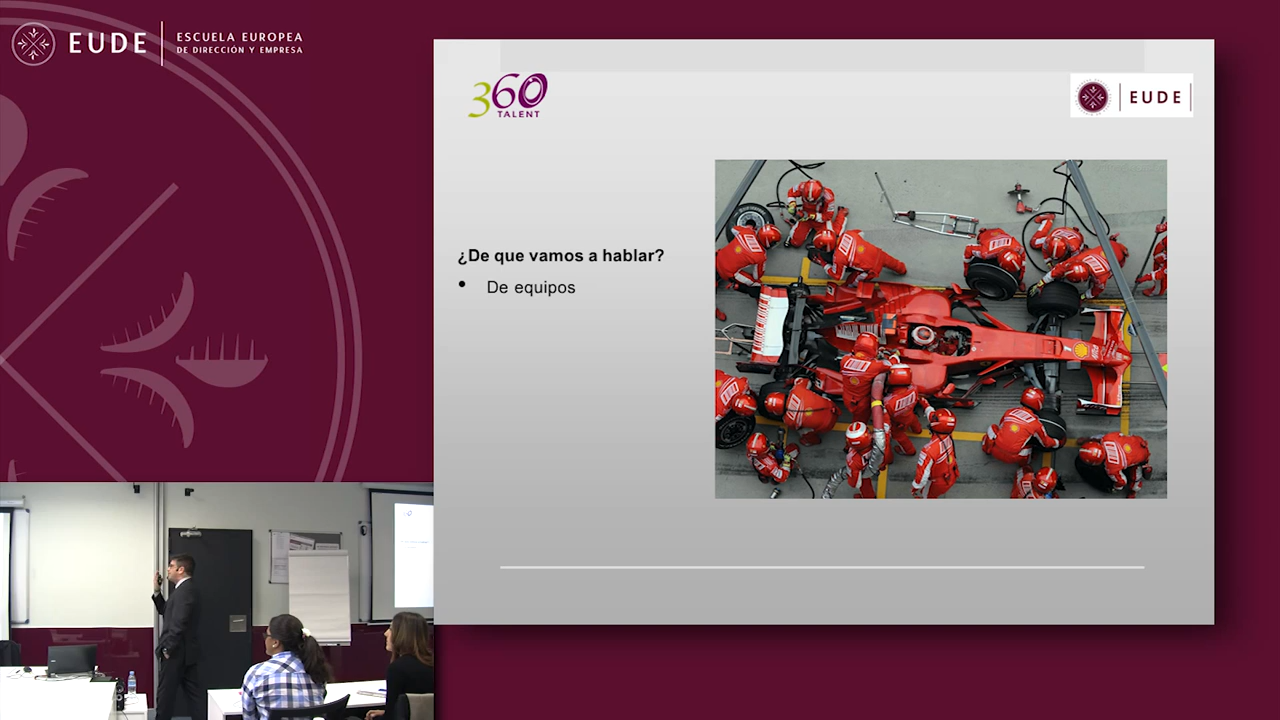 EUDE
ESCUELA EUROPEA
DE DIRECCIÓN Y EMPRESA
360
TALENT
EUDE
¿De que vamos a hablar?
• De equipos